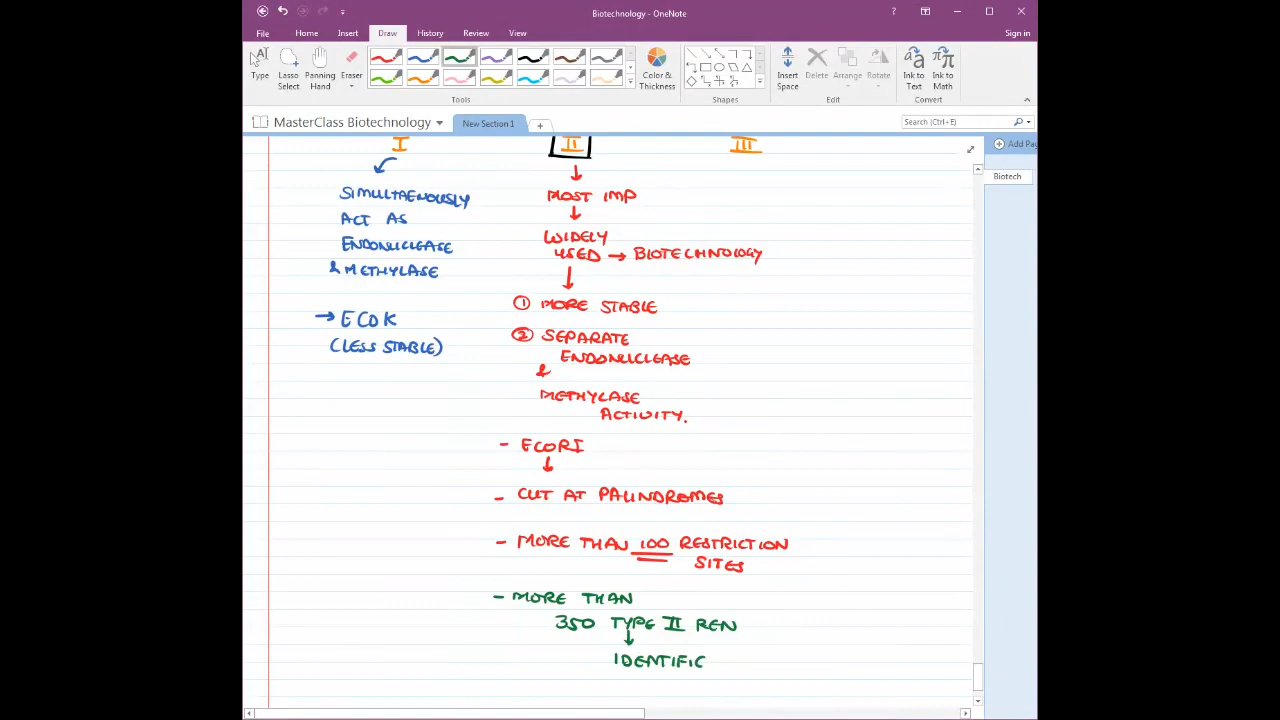 Biotechnology - OneNote
? 
File Home Insert Draw History Review View Sign in
Type Lasso Select Panning Hand Eraser Color & Thickness Insert Space Delete Arrange Rotate Ink to Text Ink to Math
Tools Shapes Edit Convert
MasterClass Biotechnology New Section 1 + Search (Ctrl+E)
Add Pag
Biotech
I II III
SIMULTAENOUSLY
ACT AS
ENDONUCLEASE
& METHYLASE
→ ECOK
(LESS STABLE)
↓
MOST IMP
↓
WIDELY
USED → BIOTECHNOLOGY
↓
① MORE STABLE
② SEPARATE
ENDONUCLEASE
&
METHYLASE
ACTIVITY.
- ECORI
↓
- CUT AT PALINDROMES
- MORE THAN 100 RESTRICTION
SITES
- MORE THAN
350 TYPE II REN
↓
IDENTIFIC